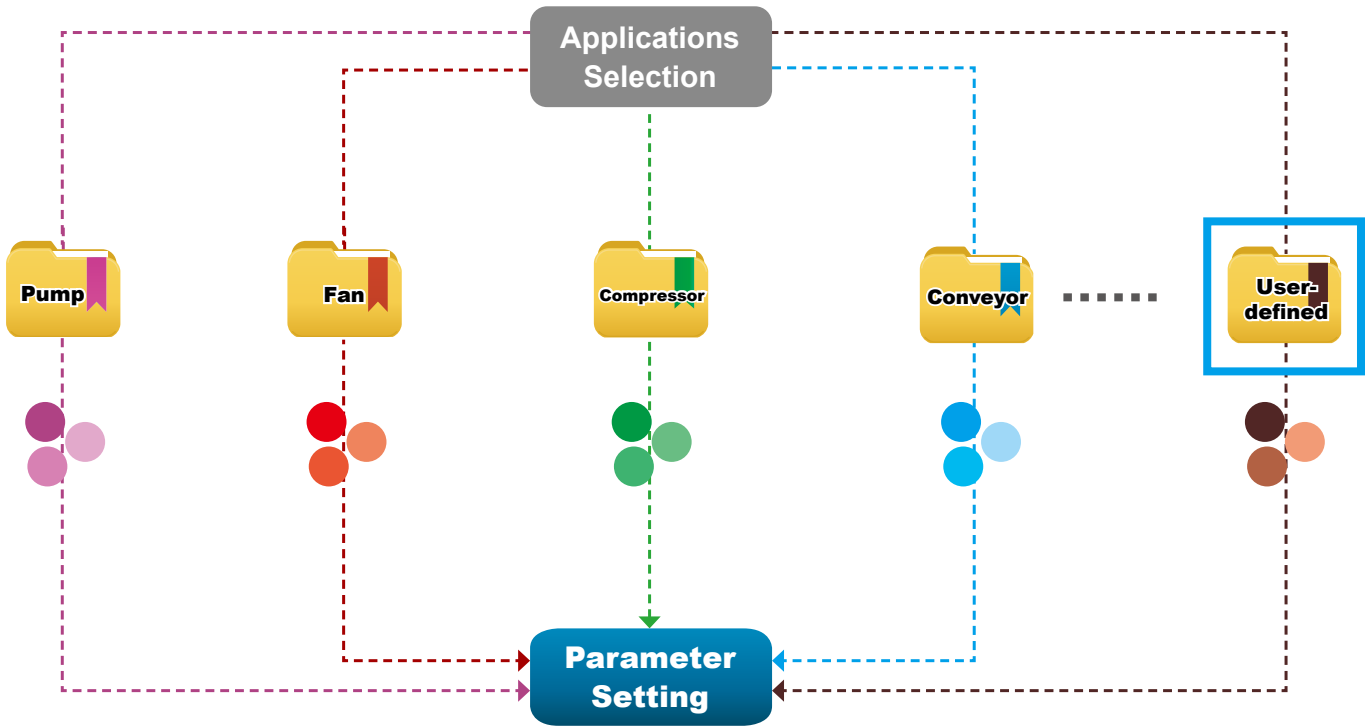 Applications
Selection
Pump
Fan
Compressor
Conveyor
User-
defined
Parameter
Setting